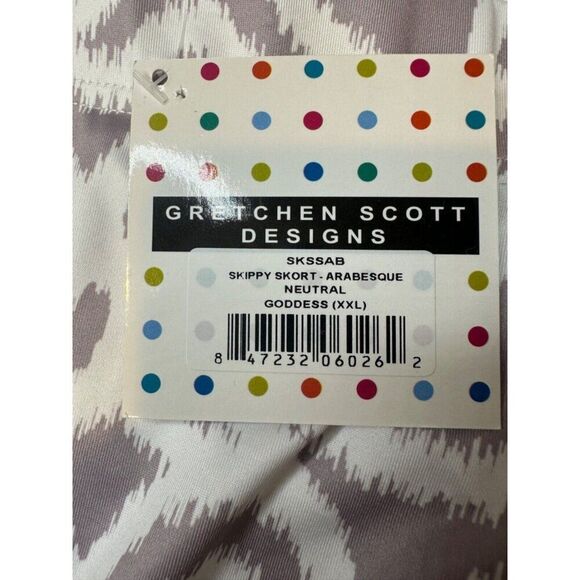 GRETCHEN SCOTT
DESIGNS
SKSSAB
SKIPPY SKORT - ARABESQUE
NEUTRAL
GODDESS (XXL)
8 47232 06026 2